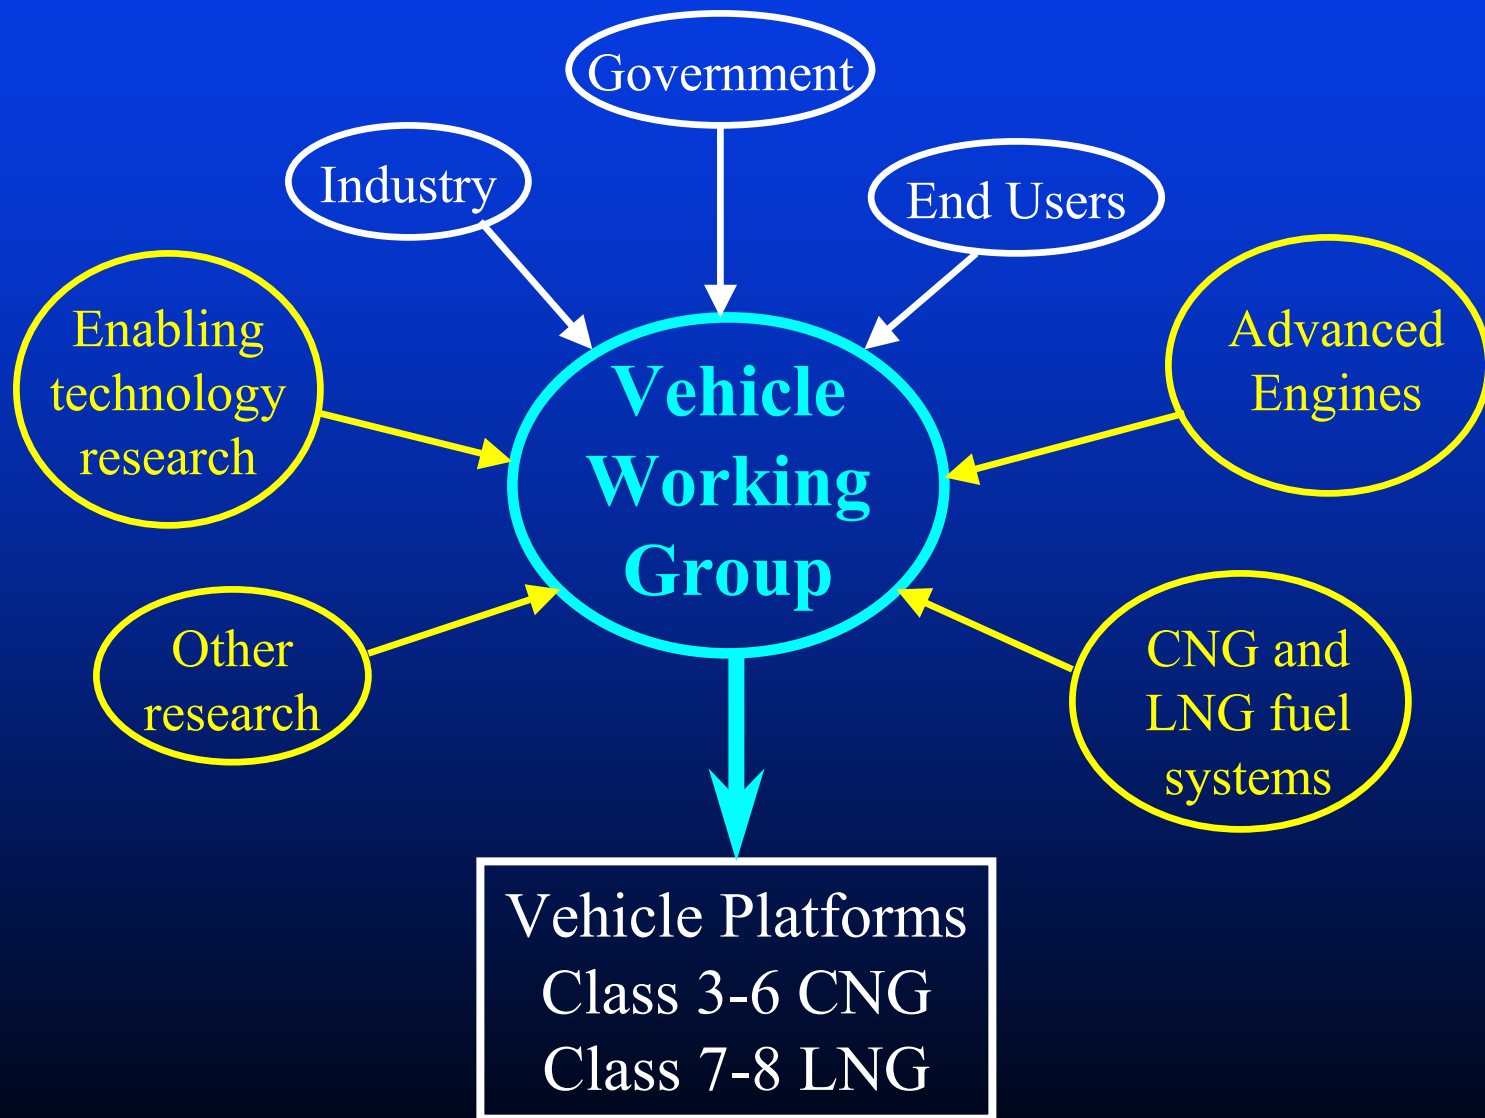 Government
Industry
End Users
Enabling
technology
research
Advanced
Engines
Vehicle
Working
Group
Other
research
CNG and
LNG fuel
systems
Vehicle Platforms
Class 3-6 CNG
Class 7-8 LNG